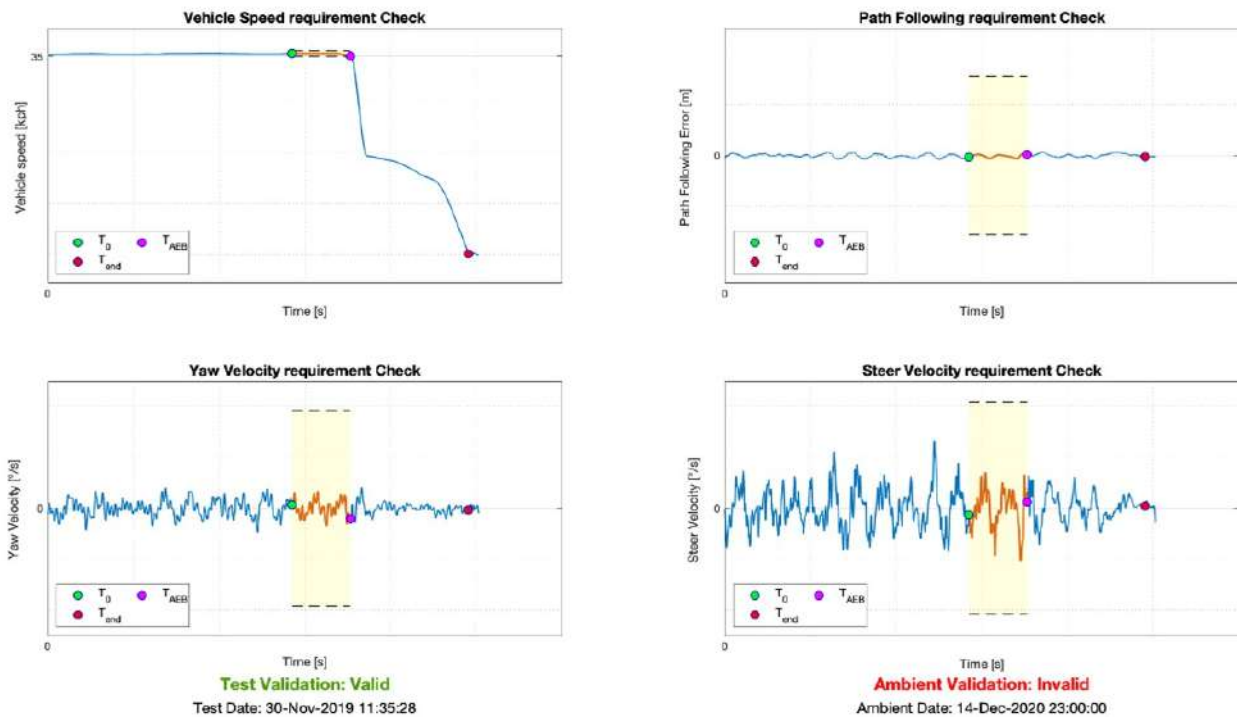 Vehicle Speed requirement Check
35
Vehicle speed [kph]
T0 TAEB
Tend
0
Time [s]
Path Following requirement Check
Path Following Error [m]
0
T0 TAEB
Tend
0
Time [s]
Yaw Velocity requirement Check
Yaw Velocity [°/s]
0
T0 TAEB
Tend
0
Time [s]
Test Validation: Valid
Test Date: 30-Nov-2019 11:35:28
Steer Velocity requirement Check
Steer Velocity [°/s]
0
T0 TAEB
Tend
0
Time [s]
Ambient Validation: Invalid
Ambient Date: 14-Dec-2020 23:00:00